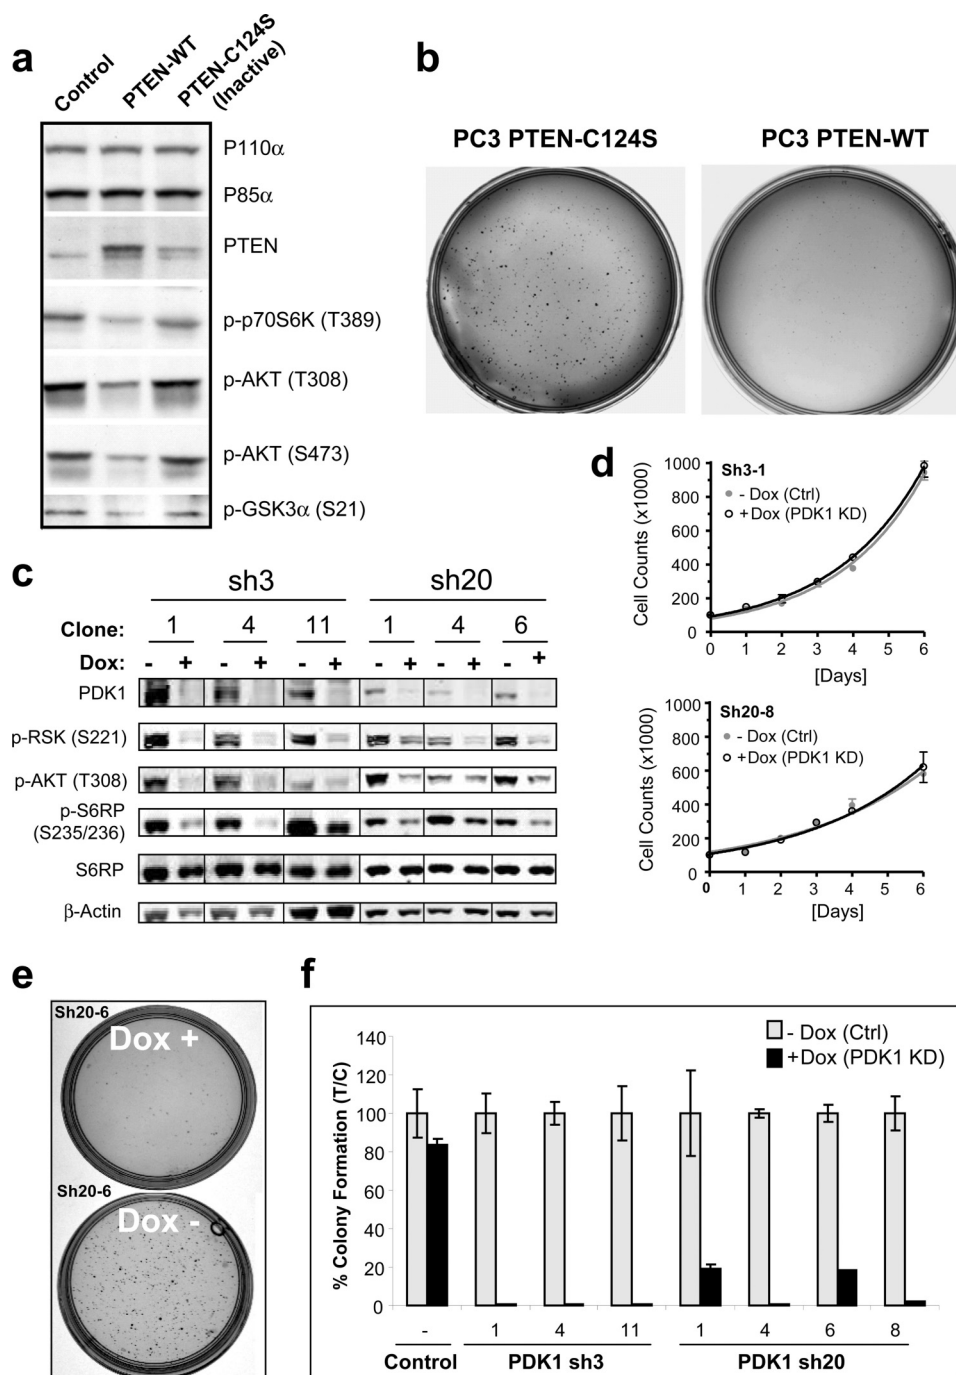 a
Control
PTEN-WT
PTEN-C124S
(Inactive)
P110α
P85α
PTEN
p-p70S6K (T389)
p-AKT (T308)
p-AKT (S473)
p-GSK3α (S21)
b
PC3 PTEN-C124S
PC3 PTEN-WT
c
sh3
sh20
Clone: 1 4 11 1 4 6
Dox: - + - + - + - + - + - +
PDK1
p-RSK (S221)
p-AKT (T308)
p-S6RP
(S235/236)
S6RP
β-Actin
d
Sh3-1
- Dox (Ctrl)
+Dox (PDK1 KD)
Cell Counts (x1000)
1000
800
600
400
200
0
0 1 2 3 4 5 6
[Days]
Sh20-8
- Dox (Ctrl)
+Dox (PDK1 KD)
Cell Counts (x1000)
1000
800
600
400
200
0
0 1 2 3 4 5 6
[Days]
e
Sh20-6
Dox +
Sh20-6
Dox -
f
- Dox (Ctrl)
+Dox (PDK1 KD)
% Colony Formation (T/C)
140
120
100
80
60
40
20
0
- 1 4 11 1 4 6 8
Control PDK1 sh3 PDK1 sh20